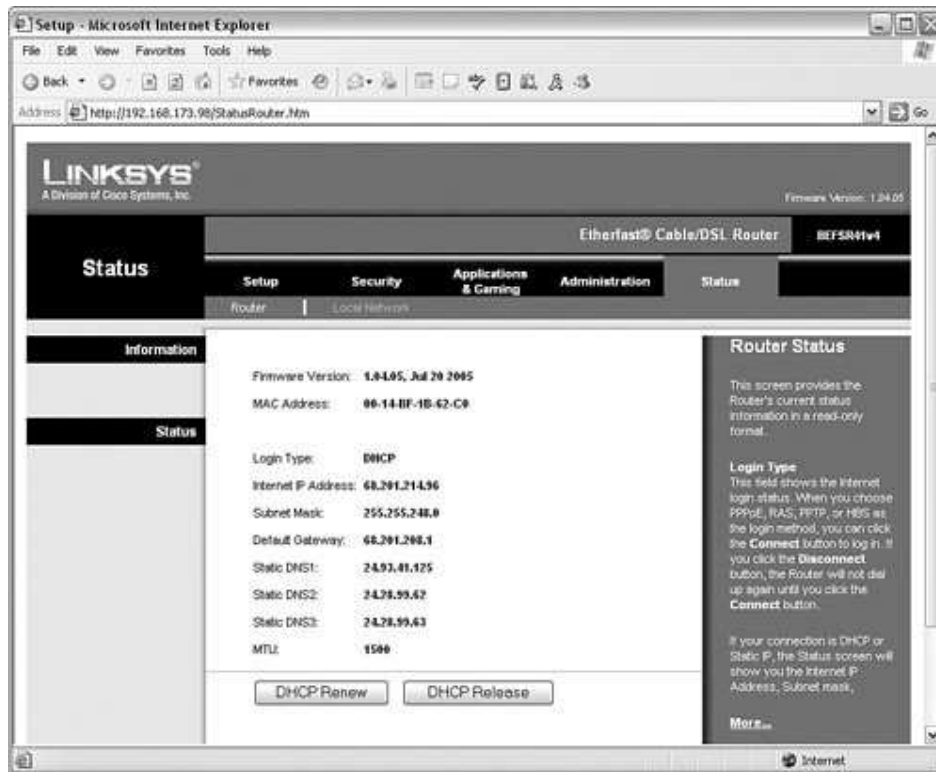 Setup - Microsoft Internet Explorer
File Edit View Favorites Tools Help
Back Favorites
Address http://192.168.173.98/StatusRouter.htm Go
LINKSYS®
A Division of Cisco Systems, Inc.
Firmware Version: 1.04.05
Etherfast® Cable/DSL Router BEFSR41v4
Status
Setup Security Applications & Gaming Administration Status
Router Local Network
Information
Firmware Version: 1.04.05, Jul 20 2005
MAC Address: 00-14-BF-1B-62-C0
Status
Login Type: DHCP
Internet IP Address: 68.201.214.96
Subnet Mask: 255.255.248.0
Default Gateway: 68.201.208.1
Static DNS1: 24.93.41.125
Static DNS2: 24.28.99.62
Static DNS3: 24.28.99.63
MTU: 1500
DHCP Renew DHCP Release
Router Status
This screen provides the
Router's current status
information in a read-only
format.
Login Type
This field shows the Internet
login status. When you choose
PPPoE, RAS, PPTP, or HBS as
the login method, you can click
the Connect button to log in. If
you click the Disconnect
button, the Router will not dial
up again until you click the
Connect button.
If your connection is DHCP or
Static IP, the Status screen will
show you the Internet IP
Address, Subnet mask,
More...
Internet